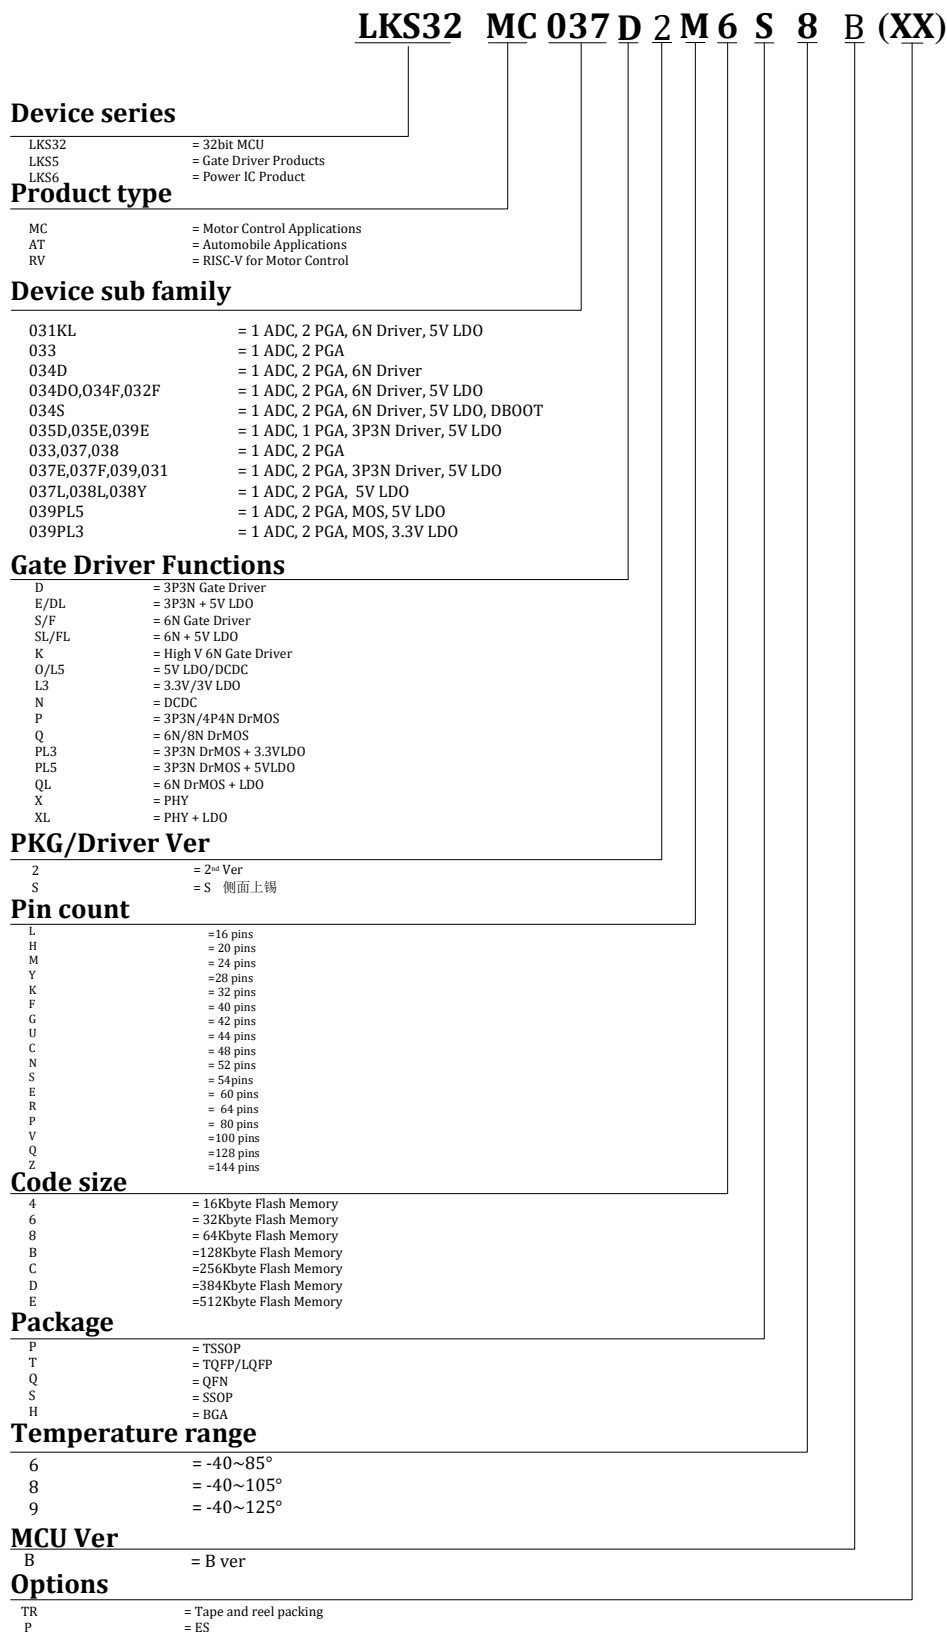 LKS32 MC 037 D 2 M 6 S 8 B (XX)
Device series
LKS32 = 32bit MCU
LKS5 = Gate Driver Products
LKS6 = Power IC Product
Product type
MC = Motor Control Applications
AT = Automobile Applications
RV = RISC-V for Motor Control
Device sub family
031KL = 1 ADC, 2 PGA, 6N Driver, 5V LDO
033 = 1 ADC, 2 PGA
034D = 1 ADC, 2 PGA, 6N Driver
034DO,O34F,032F = 1 ADC, 2 PGA, 6N Driver, 5V LDO
034S = 1 ADC, 2 PGA, 6N Driver, 5V LDO, DBOOT
035D,035E,039E = 1 ADC, 1 PGA, 3P3N Driver, 5V LDO
033,037,038 = 1 ADC, 2 PGA
037E,037F,039,031 = 1 ADC, 2 PGA, 3P3N Driver, 5V LDO
037L,038L,038Y = 1 ADC, 2 PGA, 5V LDO
039PL5 = 1 ADC, 2 PGA, MOS, 5V LDO
039PL3 = 1 ADC, 2 PGA, MOS, 3.3V LDO
Gate Driver Functions
D = 3P3N Gate Driver
E/DL = 3P3N + 5V LDO
S/F = 6N Gate Driver
SL/FL = 6N + 5V LDO
K = High V 6N Gate Driver
O/L5 = 5V LDO/DCDC
L3 = 3.3V/3V LDO
N = DCDC
P = 3P3N/4P4N DrMOS
Q = 6N/8N DrMOS
PL3 = 3P3N DrMOS + 3.3VLDO
PL5 = 3P3N DrMOS + 5VLDO
QL = 6N DrMOS + LDO
X = PHY
XL = PHY + LDO
PKG/Driver Ver
2 = 2nd Ver
S = S 侧面上锡
Pin count
L =16 pins
H = 20 pins
M = 24 pins
Y =28 pins
K = 32 pins
F = 40 pins
G = 42 pins
U = 44 pins
C = 48 pins
N = 52 pins
S = 54pins
E = 60 pins
R = 64 pins
P = 80 pins
V =100 pins
Q =128 pins
Z =144 pins
Code size
4 = 16Kbyte Flash Memory
6 = 32Kbyte Flash Memory
8 = 64Kbyte Flash Memory
B =128Kbyte Flash Memory
C =256Kbyte Flash Memory
D =384Kbyte Flash Memory
E =512Kbyte Flash Memory
Package
P = TSSOP
T = TQFP/LQFP
Q = QFN
S = SSOP
H = BGA
Temperature range
6 = -40~85°
8 = -40~105°
9 = -40~125°
MCU Ver
B = B ver
Options
TR = Tape and reel packing
P = ES